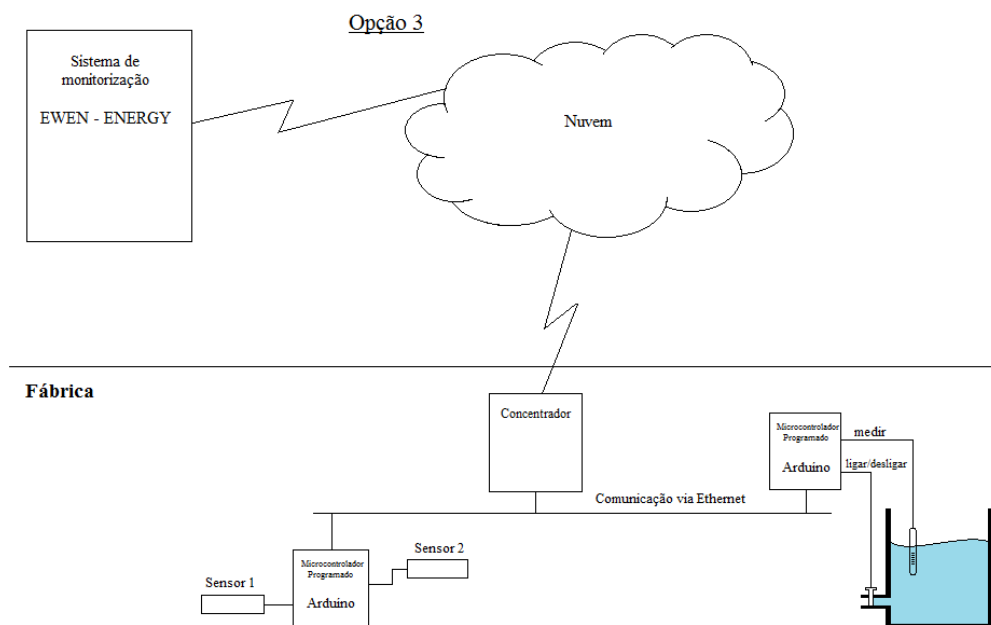 Opção 3
Sistema de
monitorização
EWEN - ENERGY
Nuvem
Fábrica
Concentrador
Microcontrolador
Programado
Arduino
medir
ligar/desligar
Comunicação via Ethernet
Sensor 1
Microcontrolador
Programado
Arduino
Sensor 2